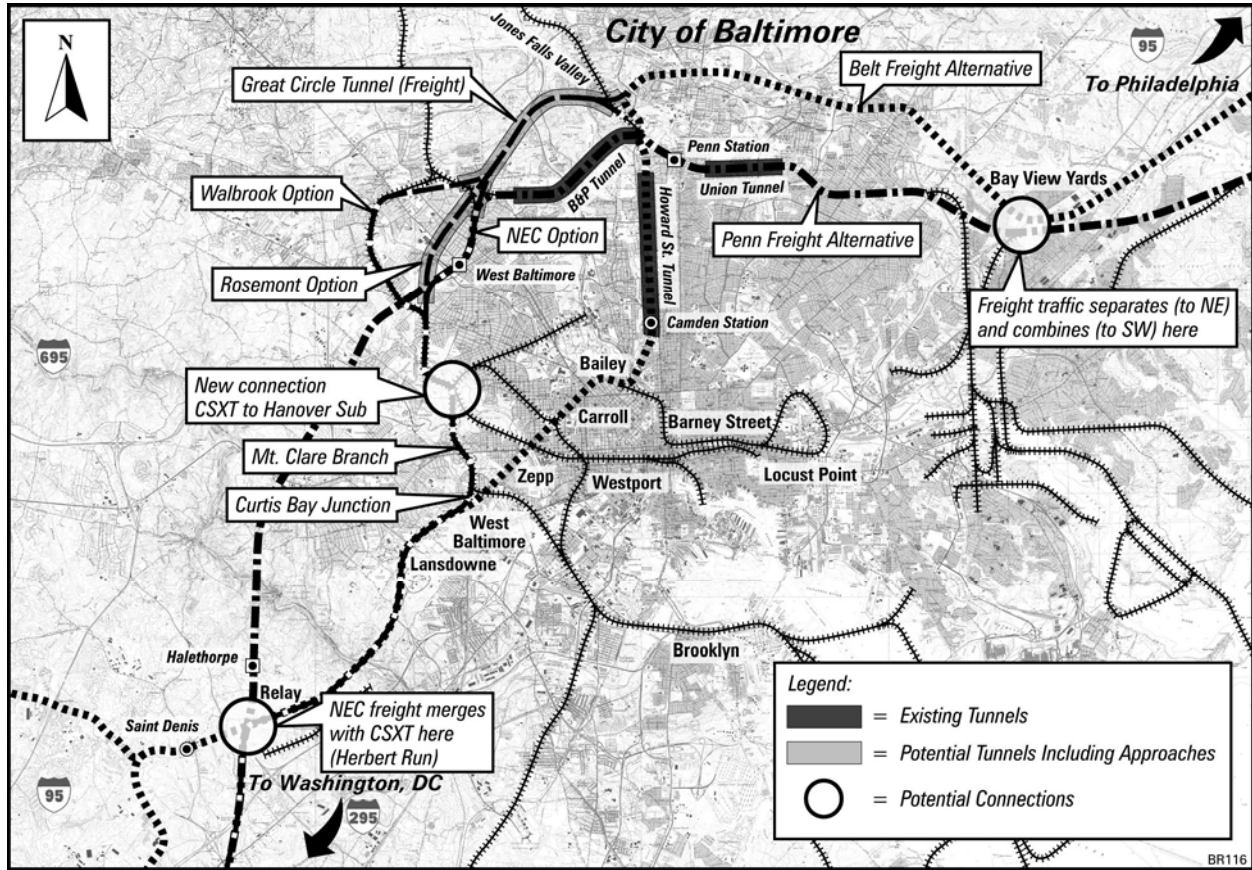 City of Baltimore
N
Jones Falls Valley
95
To Philadelphia
Belt Freight Alternative
Great Circle Tunnel (Freight)
Penn Station
Union Tunnel
B&P Tunnel
Bay View Yards
Walbrook Option
NEC Option
Penn Freight Alternative
Howard St. Tunnel
West Baltimore
Rosemont Option
Freight traffic separates (to NE)
and combines (to SW) here
Camden Station
695
Bailey
New connection
CSXT to Hanover Sub
Carroll
Barney Street
Mt. Clare Branch
Zepp
Westport
Locust Point
Curtis Bay Junction
West
Baltimore
Lansdowne
Brooklyn
Halethorpe
Relay
Saint Denis
NEC freight merges
with CSXT here
(Herbert Run)
To Washington, DC
95
295
Legend:
= Existing Tunnels
= Potential Tunnels Including Approaches
= Potential Connections
BR116